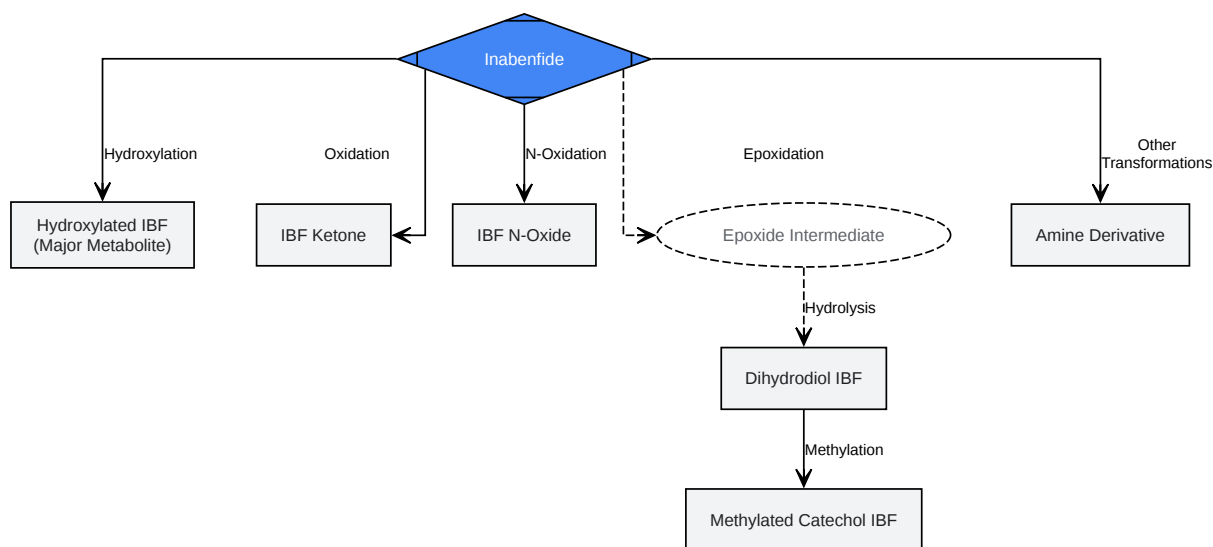 Inabenfide
Hydroxylation
Oxidation
N-Oxidation
Epoxidation
Other
Transformations
Hydroxylated IBF
(Major Metabolite)
IBF Ketone
IBF N-Oxide
Epoxide Intermediate
Amine Derivative
Hydrolysis
Dihydrodiol IBF
Methylation
Methylated Catechol IBF